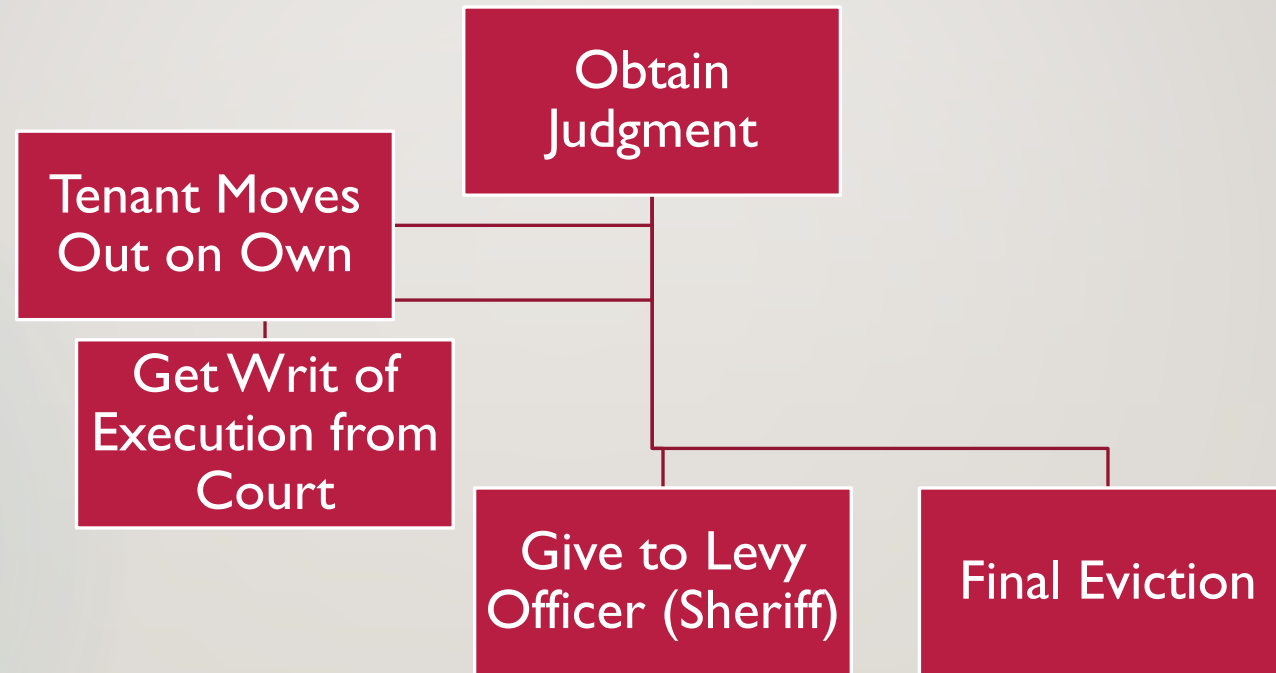 Obtain
Judgment
Tenant Moves
Out on Own
Get Writ of
Execution from
Court
Give to Levy
Officer (Sheriff)
Final Eviction